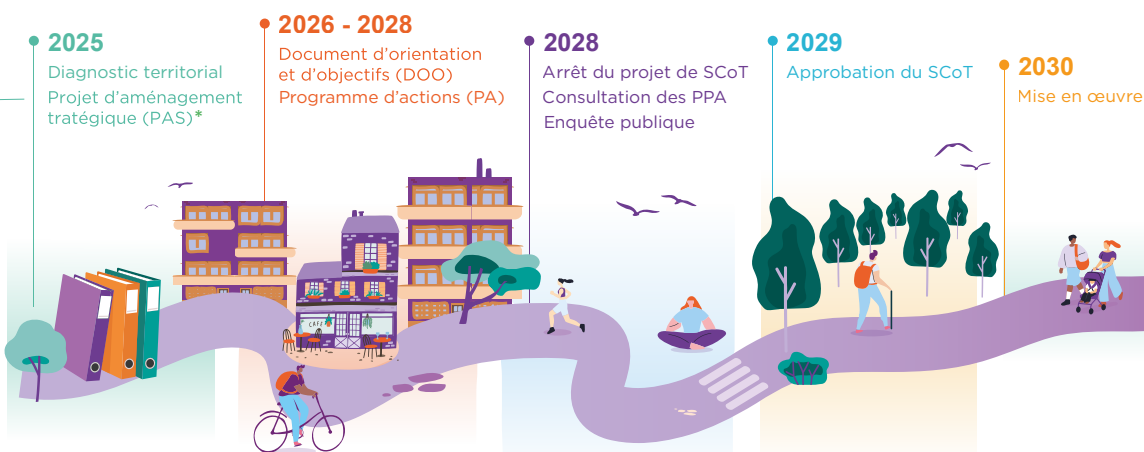 2025
Diagnostic territorial
Projet d'aménagement
tratégique (PAS)*
2026 - 2028
Document d'orientation
et d'objectifs (DOO)
Programme d'actions (PA)
2028
Arrêt du projet de SCoT
Consultation des PPA
Enquête publique
2029
Approbation du SCoT
2030
Mise en œuvre
CAFE